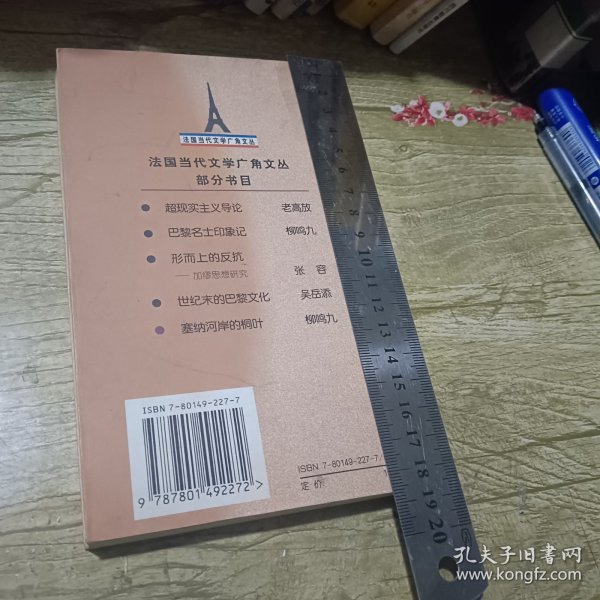 法国当代文学广角文丛
法国当代文学广角文丛
部分书目
超现实主义导论 老高放
巴黎名士印象记 柳鸣九
形而上的反抗
——加缪思想研究 张容
世纪末的巴黎文化 吴岳添
塞纳河岸的桐叶 柳鸣九
ISBN 7-80149-227-7
9 787801 492272 >
ISBN 7-80149-227-7/
定价
5 6 7 8 9 10 11 12 13 14 15 16 17 18 19 20
孔夫子旧书网
www.kongfz.com